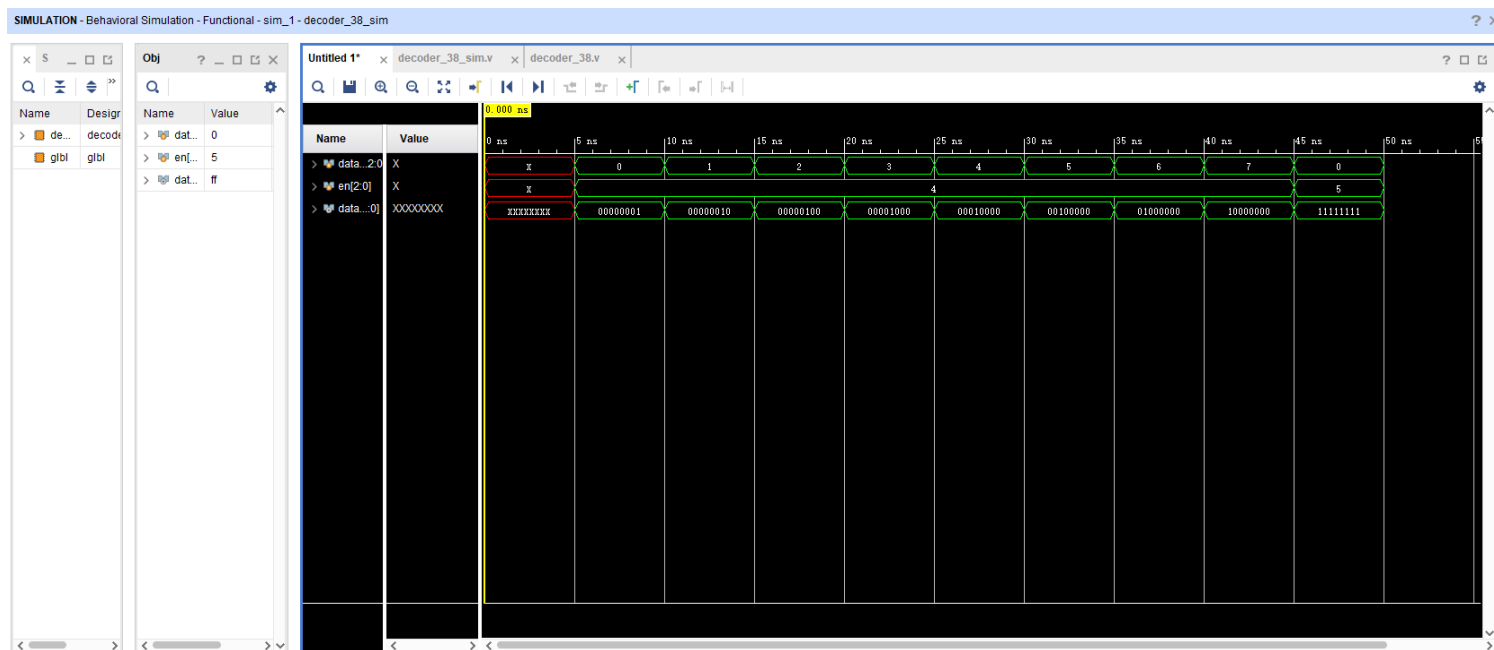 SIMULATION - Behavioral Simulation - Functional - sim_1 - decoder_38_sim
S
Name Desigr
de... decode
glbl glbl
Obj
Name Value
dat... 0
en[... 5
dat... ff
Untitled 1* decoder_38_sim.v decoder_38.v
0.000 ns
Name Value
0 ns 5 ns 10 ns 15 ns 20 ns 25 ns 30 ns 35 ns 40 ns 45 ns 50 ns 5
data...2:0 X X 0 1 2 3 4 5 6 7 0
en[2:0] X X 4 5
data...:0] XXXXXXXX XXXXXXXX 00000001 00000010 00000100 00001000 00010000 00100000 01000000 10000000 11111111